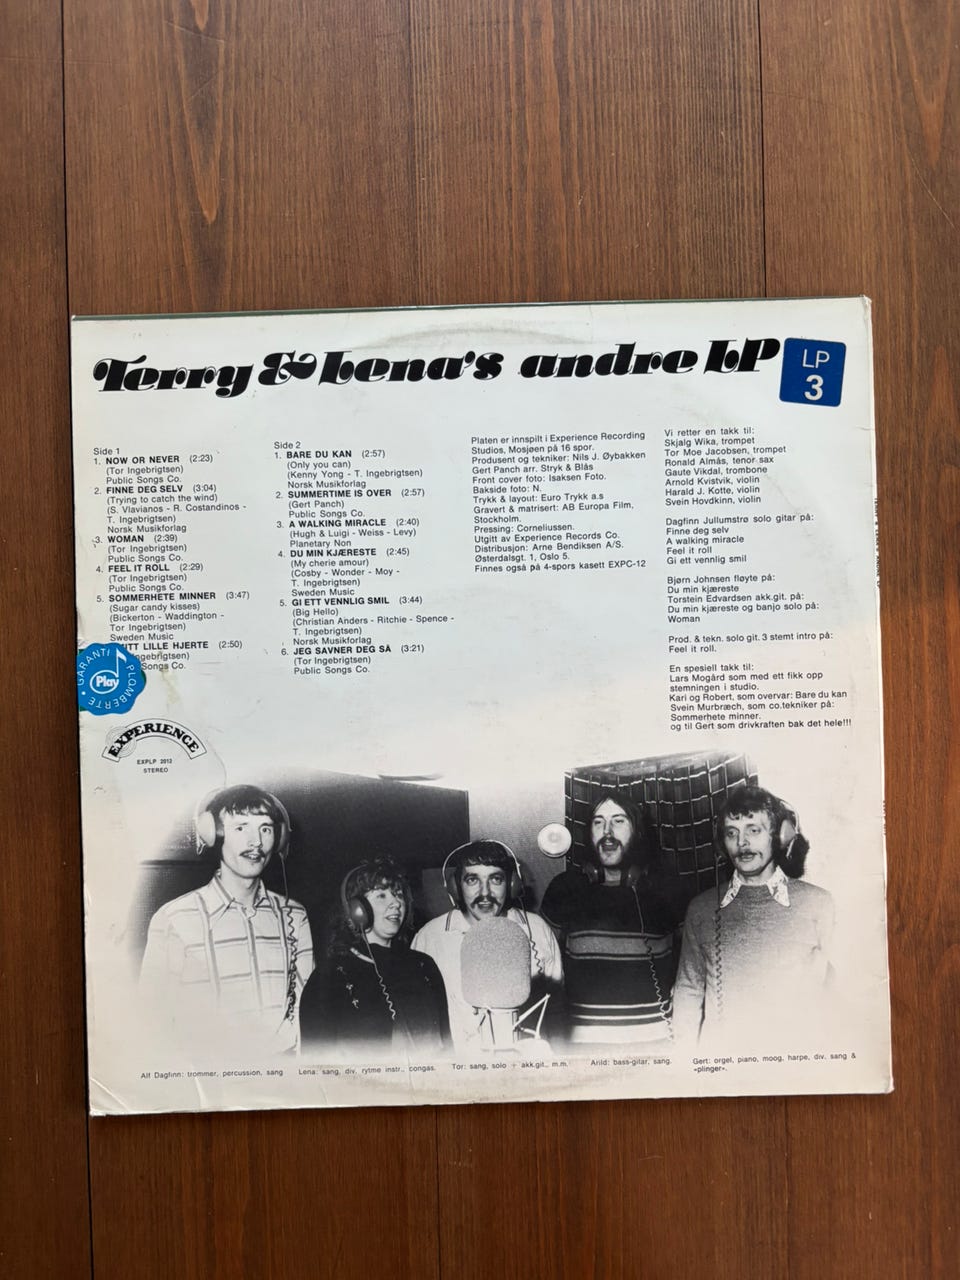 Terry & Lena's andre LP
LP
3
Side 1
1. NOW OR NEVER (2:23)
(Tor Ingebrigtsen)
Public Songs Co.
2. FINNE DEG SELV (3:04)
(Trying to catch the wind)
(S. Vlavianos - R. Costandinos -
T. Ingebrigtsen)
Norsk Musikforlag
3. WOMAN (2:39)
(Tor Ingebrigtsen)
Public Songs Co.
4. FEEL IT ROLL (2:29)
(Tor Ingebrigtsen)
Public Songs Co.
5. SOMMERHETE MINNER (3:47)
(Sugar candy kisses)
(Bickerton - Waddington -
Tor Ingebrigtsen)
Sweden Music
ITT LILLE HJERTE (2:50)
Ingebrigtsen)
Songs Co.
Side 2
1. BARE DU KAN (2:57)
(Only you can)
(Kenny Yong - T. Ingebrigtsen)
Norsk Musikforlag
2. SUMMERTIME IS OVER (2:57)
(Gert Panch)
Public Songs Co.
3. A WALKING MIRACLE (2:40)
(Hugh & Luigi - Weiss - Levy)
Planetary Non
4. DU MIN KJÆRESTE (2:45)
(My cherie amour)
(Cosby - Wonder - Moy -
T. Ingebrigtsen)
Sweden Music
5. GI ETT VENNLIG SMIL (3:44)
(Big Hello)
(Christian Anders - Ritchie - Spence -
T. Ingebrigtsen)
Norsk Musikforlag
6. JEG SAVNER DEG SÅ (3:21)
(Tor Ingebrigtsen)
Public Songs Co.
Platen er innspilt i Experience Recording
Studios, Mosjøen på 16 spor.
Produsent og tekniker: Nils J. Øybakken
Gert Panch arr. Stryk & Blås
Front cover foto: Isaksen Foto.
Bakside foto: N.
Trykk & layout: Euro Trykk a.s
Gravert & matrisert: AB Europa Film,
Stockholm.
Pressing: Corneliussen.
Utgitt av Experience Records Co.
Distribusjon: Arne Bendiksen A/S.
Østerdalsgt. 1, Oslo 5.
Finnes også på 4-spors kasett EXPC-12
Vi retter en takk til:
Skjalg Wika, trompet
Tor Moe Jacobsen, trompet
Ronald Almås, tenor sax
Gaute Vikdal, trombone
Arnold Kvistvik, violin
Harald J. Kotte, violin
Svein Hovdkinn, violin
Dagfinn Jullumstrø solo gitar på:
Finne deg selv
A walking miracle
Feel it roll
Gi ett vennlig smil
Bjørn Johnsen fløyte på:
Du min kjæreste
Torstein Edvardsen akk.git. på:
Du min kjæreste og banjo solo på:
Woman
Prod. & tekn. solo git. 3 stemt intro på:
Feel it roll.
En spesiell takk til:
Lars Mogård som med ett fikk opp
stemningen i studio.
Kari og Robert, som overvar: Bare du kan
Svein Murbræch, som co.tekniker på:
Sommerhete minner.
og til Gert som drivkraften bak det hele!!!
GARANTI PLOMBERTE
Play
EXPERIENCE
EXPLP 2012
STEREO
Alf Dagfinn: trommer, percussion, sang
Lena: sang, div. rytme instr., congas.
Tor: sang, solo + akk.git., m.m.
Arild: bass-gitar, sang.
Gert: orgel, piano, moog, harpe, div. sang &
«plinger».